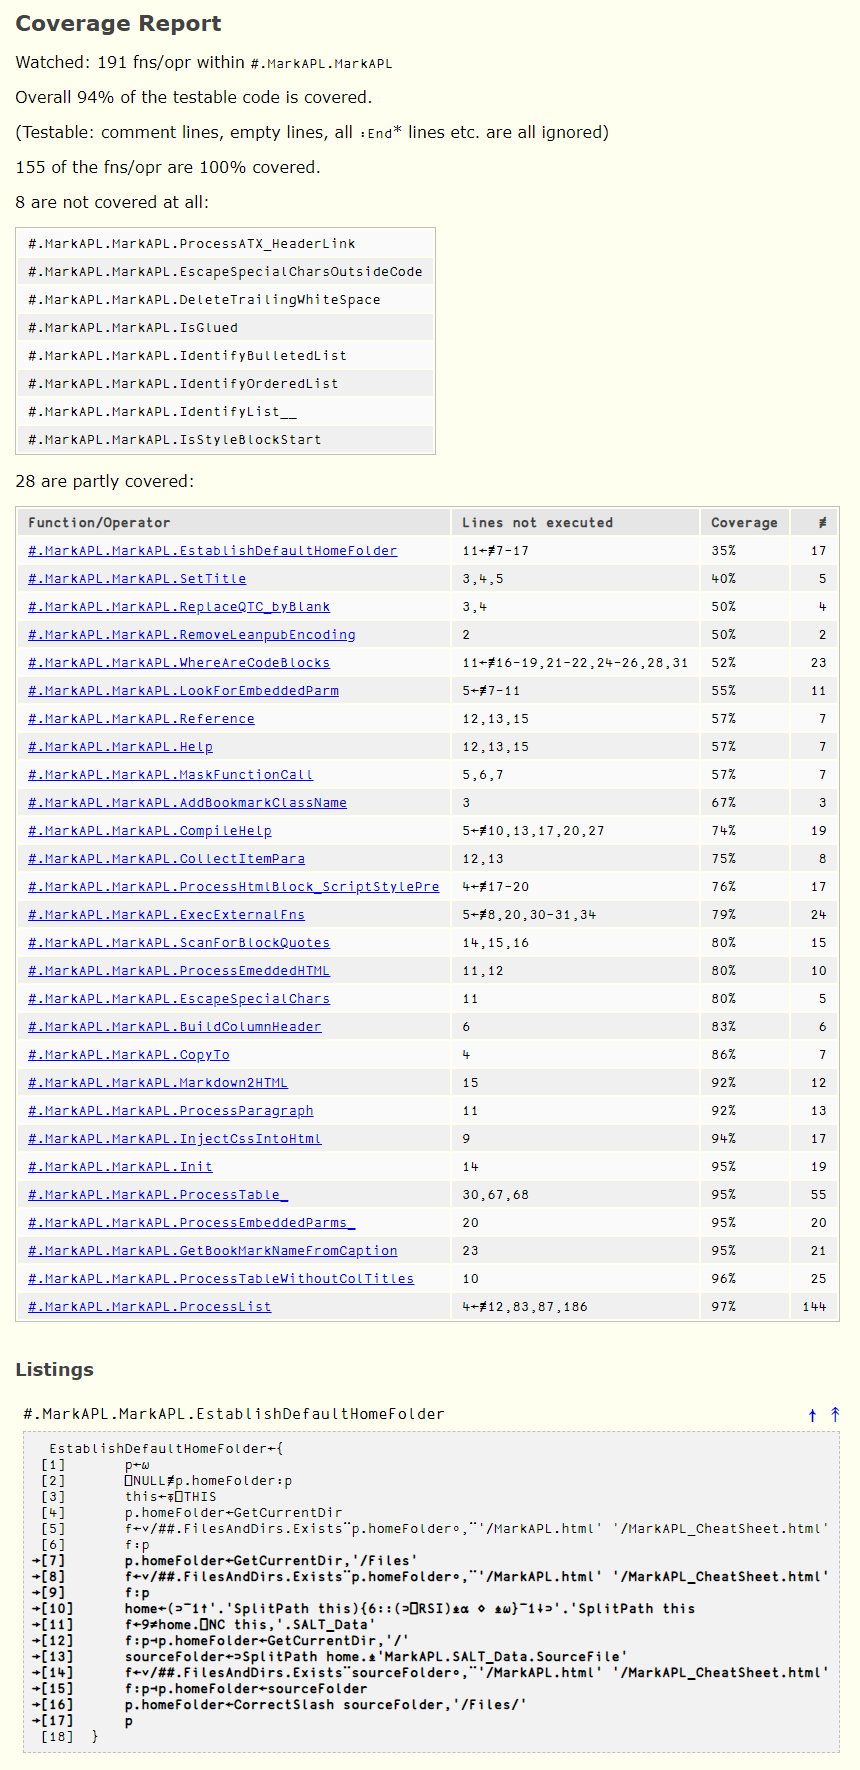 Coverage Report
Watched: 191 fns/opr within #.MarkAPL.MarkAPL
Overall 94% of the testable code is covered.
(Testable: comment lines, empty lines, all :End* lines etc. are all ignored)
155 of the fns/opr are 100% covered.
8 are not covered at all:
#.MarkAPL.MarkAPL.ProcessATX_HeaderLink
#.MarkAPL.MarkAPL.EscapeSpecialCharsOutsideCode
#.MarkAPL.MarkAPL.DeleteTrailingWhiteSpace
#.MarkAPL.MarkAPL.IsGlued
#.MarkAPL.MarkAPL.IdentifyBulletedList
#.MarkAPL.MarkAPL.IdentifyOrderedList
#.MarkAPL.MarkAPL.IdentifyList__
#.MarkAPL.MarkAPL.IsStyleBlockStart
28 are partly covered:
Function/Operator Lines not executed Coverage ≢
#.MarkAPL.MarkAPL.EstablishDefaultHomeFolder 11←≢7-17 35% 17
#.MarkAPL.MarkAPL.SetTitle 3,4,5 40% 5
#.MarkAPL.MarkAPL.ReplaceQTC_byBlank 3,4 50% 4
#.MarkAPL.MarkAPL.RemoveLeanpubEncoding 2 50% 2
#.MarkAPL.MarkAPL.WhereAreCodeBlocks 11←≢16-19,21-22,24-26,28,31 52% 23
#.MarkAPL.MarkAPL.LookForEmbeddedParm 5←≢7-11 55% 11
#.MarkAPL.MarkAPL.Reference 12,13,15 57% 7
#.MarkAPL.MarkAPL.Help 12,13,15 57% 7
#.MarkAPL.MarkAPL.MaskFunctionCall 5,6,7 57% 7
#.MarkAPL.MarkAPL.AddBookmarkClassName 3 67% 3
#.MarkAPL.MarkAPL.CompileHelp 5←≢10,13,17,20,27 74% 19
#.MarkAPL.MarkAPL.CollectItemPara 12,13 75% 8
#.MarkAPL.MarkAPL.ProcessHtmlBlock_ScriptStylePre 4←≢17-20 76% 17
#.MarkAPL.MarkAPL.ExecExternalFns 5←≢8,20,30-31,34 79% 24
#.MarkAPL.MarkAPL.ScanForBlockQuotes 14,15,16 80% 15
#.MarkAPL.MarkAPL.ProcessEmeddedHTML 11,12 80% 10
#.MarkAPL.MarkAPL.EscapeSpecialChars 11 80% 5
#.MarkAPL.MarkAPL.BuildColumnHeader 6 83% 6
#.MarkAPL.MarkAPL.CopyTo 4 86% 7
#.MarkAPL.MarkAPL.Markdown2HTML 15 92% 12
#.MarkAPL.MarkAPL.ProcessParagraph 11 92% 13
#.MarkAPL.MarkAPL.InjectCssIntoHtml 9 94% 17
#.MarkAPL.MarkAPL.Init 14 95% 19
#.MarkAPL.MarkAPL.ProcessTable_ 30,67,68 95% 55
#.MarkAPL.MarkAPL.ProcessEmbeddedParms_ 20 95% 20
#.MarkAPL.MarkAPL.GetBookMarkNameFromCaption 23 95% 21
#.MarkAPL.MarkAPL.ProcessTableWithoutColTitles 10 96% 25
#.MarkAPL.MarkAPL.ProcessList 4←≢12,83,87,186 97% 144
Listings
#.MarkAPL.MarkAPL.EstablishDefaultHomeFolder ↑ ⇞
EstablishDefaultHomeFolder←{
[1] p←⍵
[2] ⎕NULL≢p.homeFolder:p
[3] this←⍕⎕THIS
[4] p.homeFolder←GetCurrentDir
[5] f←∨/##.FilesAndDirs.Exists¨p.homeFolder∘,¨'/MarkAPL.html' '/MarkAPL_CheatSheet.html'
[6] f:p
→[7] p.homeFolder←GetCurrentDir,'/Files'
→[8] f←∨/##.FilesAndDirs.Exists¨p.homeFolder∘,¨'/MarkAPL.html' '/MarkAPL_CheatSheet.html'
→[9] f:p
→[10] home←(⊃¯1↑'.'SplitPath this){6::(⊃⎕RSI)⍎⍺ ⋄ ⍎⍵}¯1↓⊃'.'SplitPath this
→[11] f←9≠home.⎕NC this,'.SALT_Data'
→[12] f:p⊣p.homeFolder←GetCurrentDir,'/'
→[13] sourceFolder←⊃SplitPath home.⍎'MarkAPL.SALT_Data.SourceFile'
→[14] f←∨/##.FilesAndDirs.Exists¨sourceFolder∘,¨'/MarkAPL.html' '/MarkAPL_CheatSheet.html'
→[15] f:p⊣p.homeFolder←sourceFolder
→[16] p.homeFolder←CorrectSlash sourceFolder,'/Files/'
→[17] p
[18] }